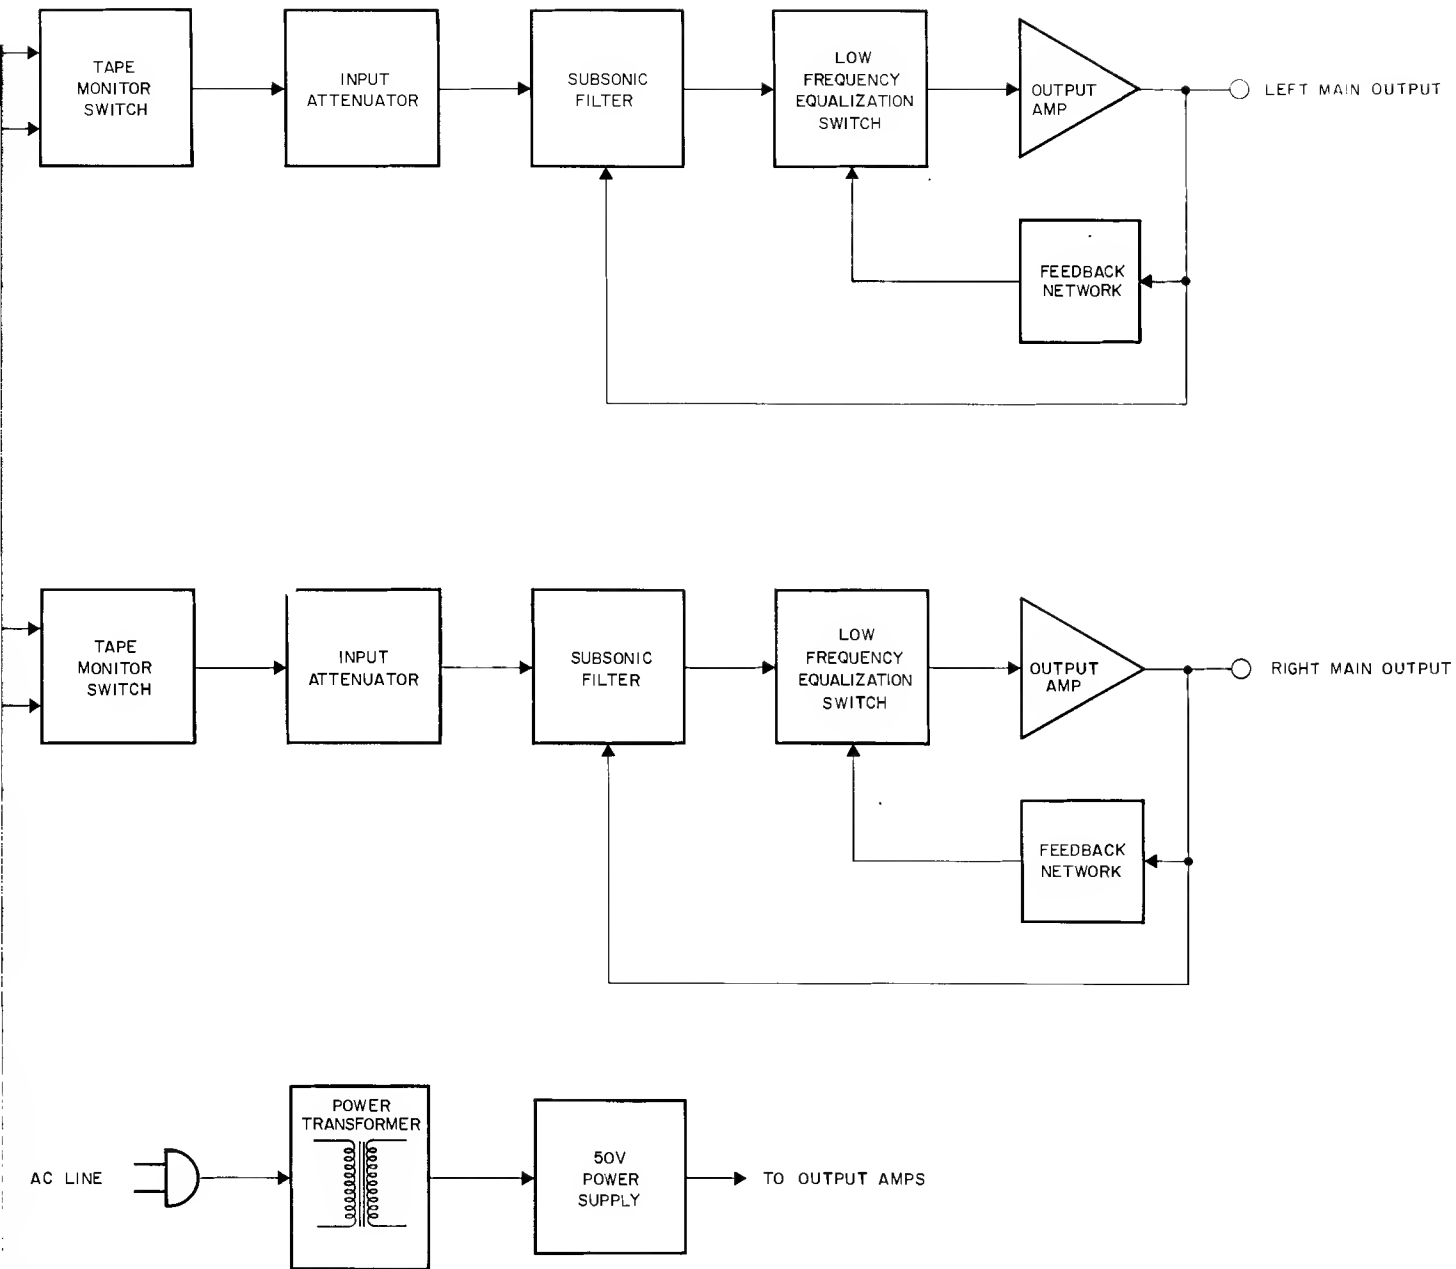 TAPE
MONITOR
SWITCH
INPUT
ATTENUATOR
SUBSONIC
FILTER
LOW
FREQUENCY
EQUALIZATION
SWITCH
OUTPUT
AMP
LEFT MAIN OUTPUT
FEEDBACK
NETWORK
TAPE
MONITOR
SWITCH
INPUT
ATTENUATOR
SUBSONIC
FILTER
LOW
FREQUENCY
EQUALIZATION
SWITCH
OUTPUT
AMP
RIGHT MAIN OUTPUT
FEEDBACK
NETWORK
AC LINE
POWER
TRANSFORMER
50V
POWER
SUPPLY
TO OUTPUT AMPS